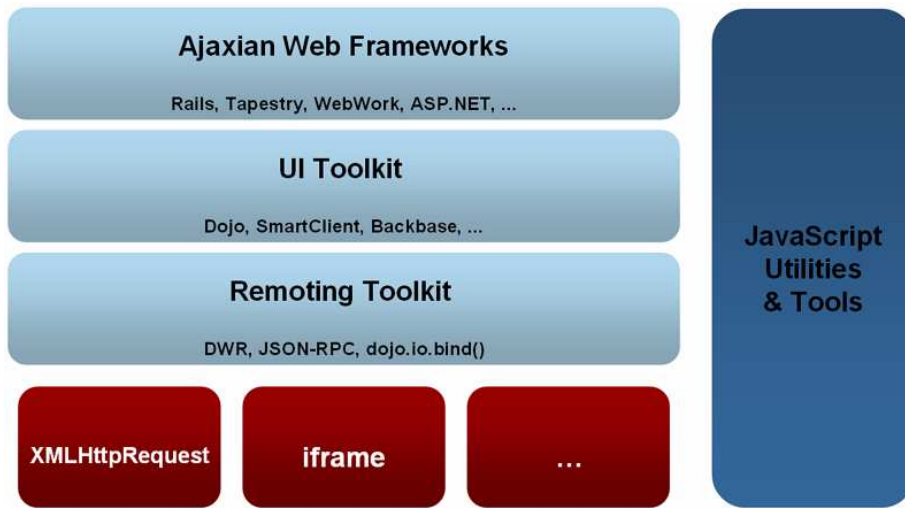 Ajaxian Web Frameworks
Rails, Tapestry, WebWork, ASP.NET, ...
UI Toolkit
Dojo, SmartClient, Backbase, ...
Remoting Toolkit
DWR, JSON-RPC, dojo.io.bind()
XMLHttpRequest
iframe
...
JavaScript
Utilities
& Tools